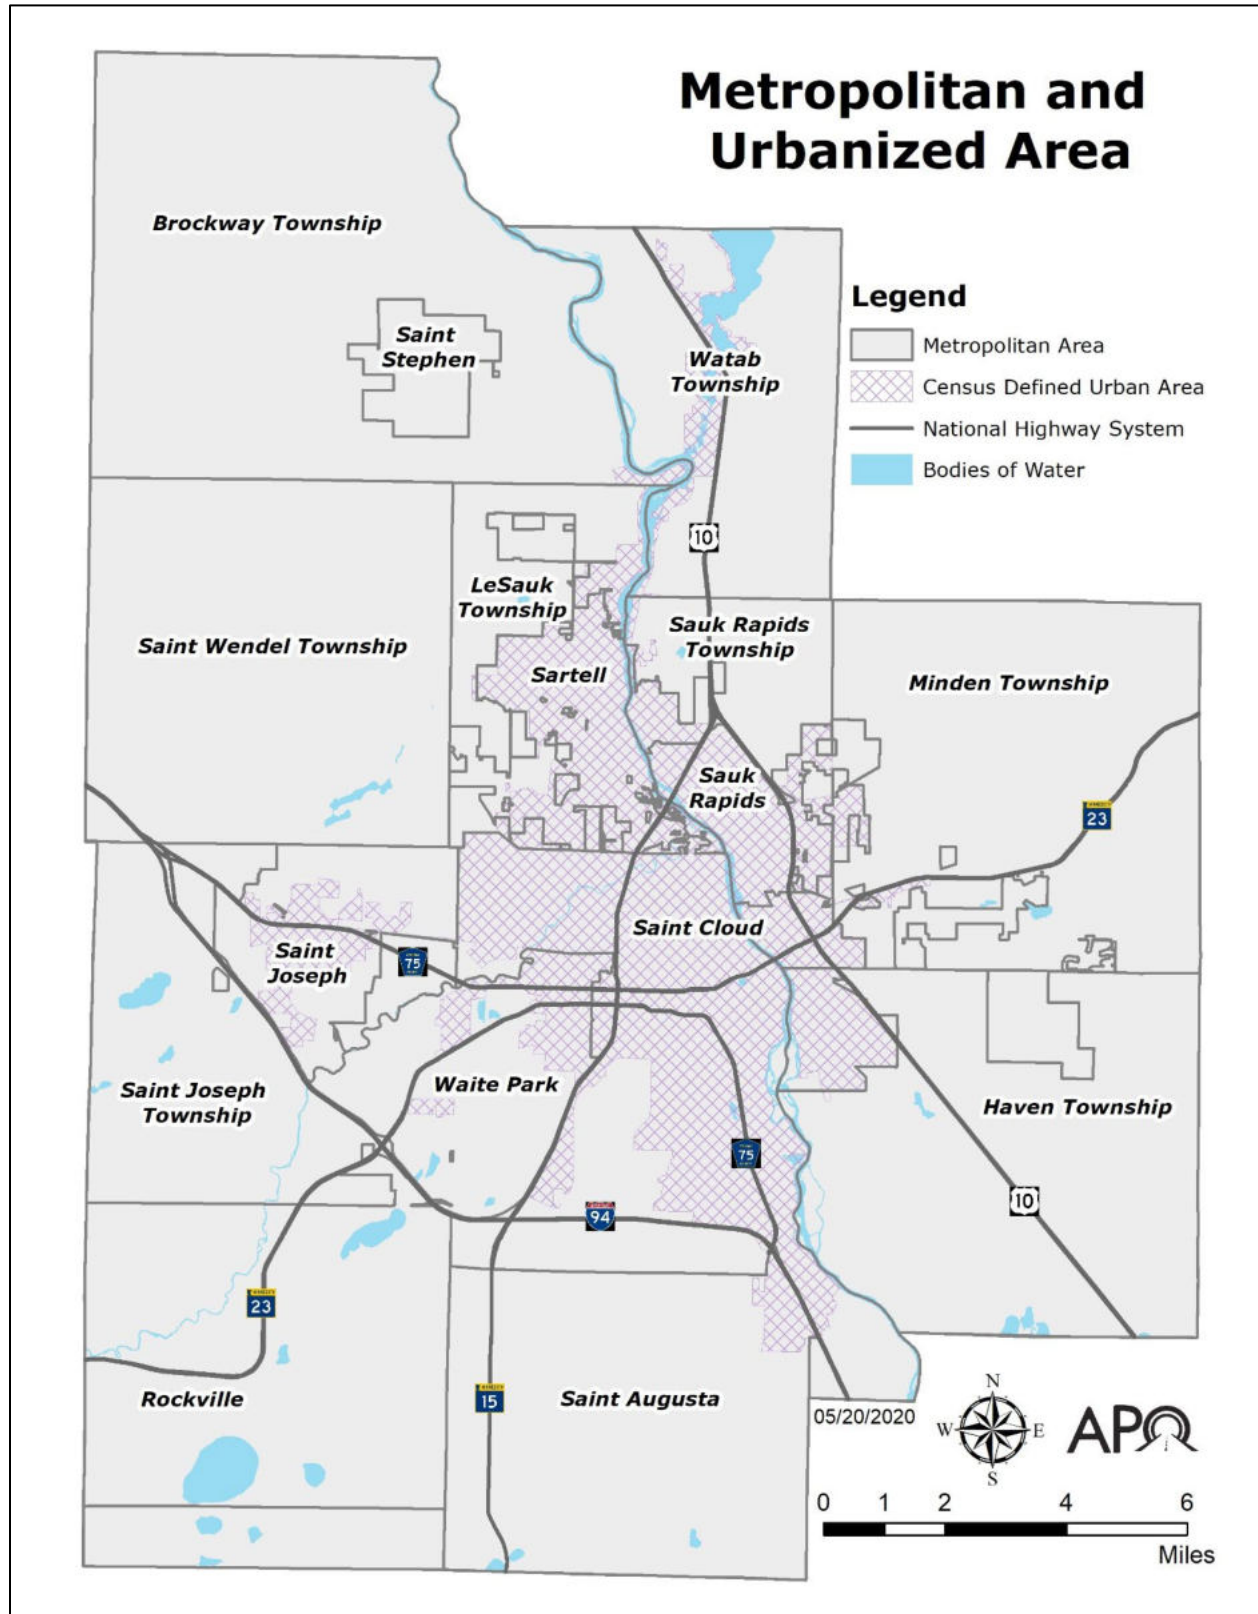 Metropolitan and
Urbanized Area
Brockway Township
Saint
Stephen
Watab
Township
Legend
Metropolitan Area
Census Defined Urban Area
National Highway System
Bodies of Water
10
LeSauk
Township
Sauk Rapids
Township
Saint Wendel Township
Sartell
Minden Township
Sauk
Rapids
23
Saint Cloud
Saint
Joseph
75
Waite Park
Saint Joseph
Township
Haven Township
75
10
94
23
Rockville
15
Saint Augusta
05/20/2020
N
W
E
S
APO
0 1 2 4 6
Miles